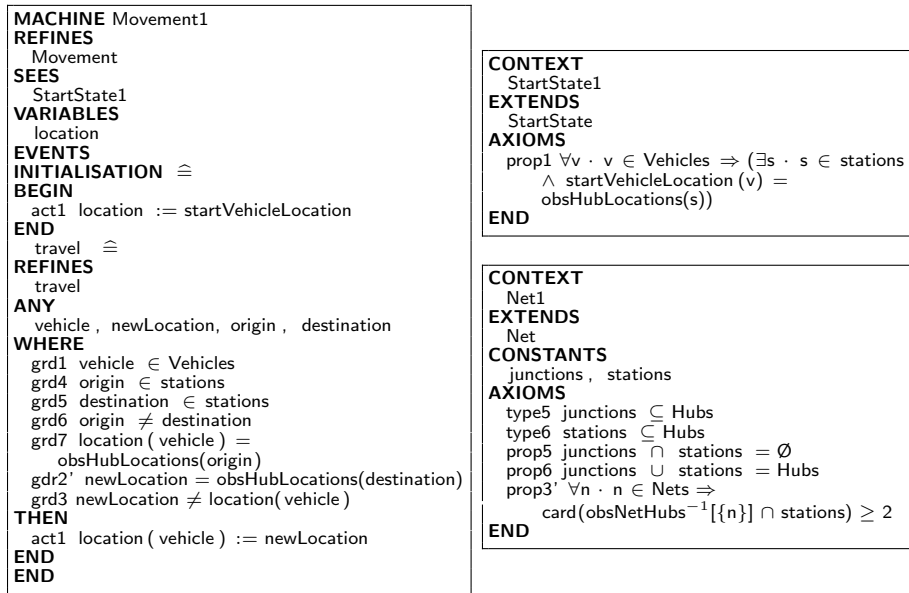 MACHINE Movement1
REFINES
Movement
SEES
StartState1
VARIABLES
location
EVENTS
INITIALISATION ≙
BEGIN
act1 location := startVehicleLocation
END
travel ≙
REFINES
travel
ANY
vehicle , newLocation, origin , destination
WHERE
grd1 vehicle ∈ Vehicles
grd4 origin ∈ stations
grd5 destination ∈ stations
grd6 origin ≠ destination
grd7 location ( vehicle ) =
obsHubLocations(origin)
gdr2' newLocation = obsHubLocations(destination)
grd3 newLocation ≠ location( vehicle )
THEN
act1 location ( vehicle ) := newLocation
END
END
CONTEXT
StartState1
EXTENDS
StartState
AXIOMS
prop1 ∀v · v ∈ Vehicles ⇒ (∃s · s ∈ stations
∧ startVehicleLocation (v) =
obsHubLocations(s))
END
CONTEXT
Net1
EXTENDS
Net
CONSTANTS
junctions , stations
AXIOMS
type5 junctions ⊆ Hubs
type6 stations ⊆ Hubs
prop5 junctions ∩ stations = Ø
prop6 junctions ∪ stations = Hubs
prop3' ∀n · n ∈ Nets ⇒
card(obsNetHubs⁻¹[{n}] ∩ stations) ≥ 2
END